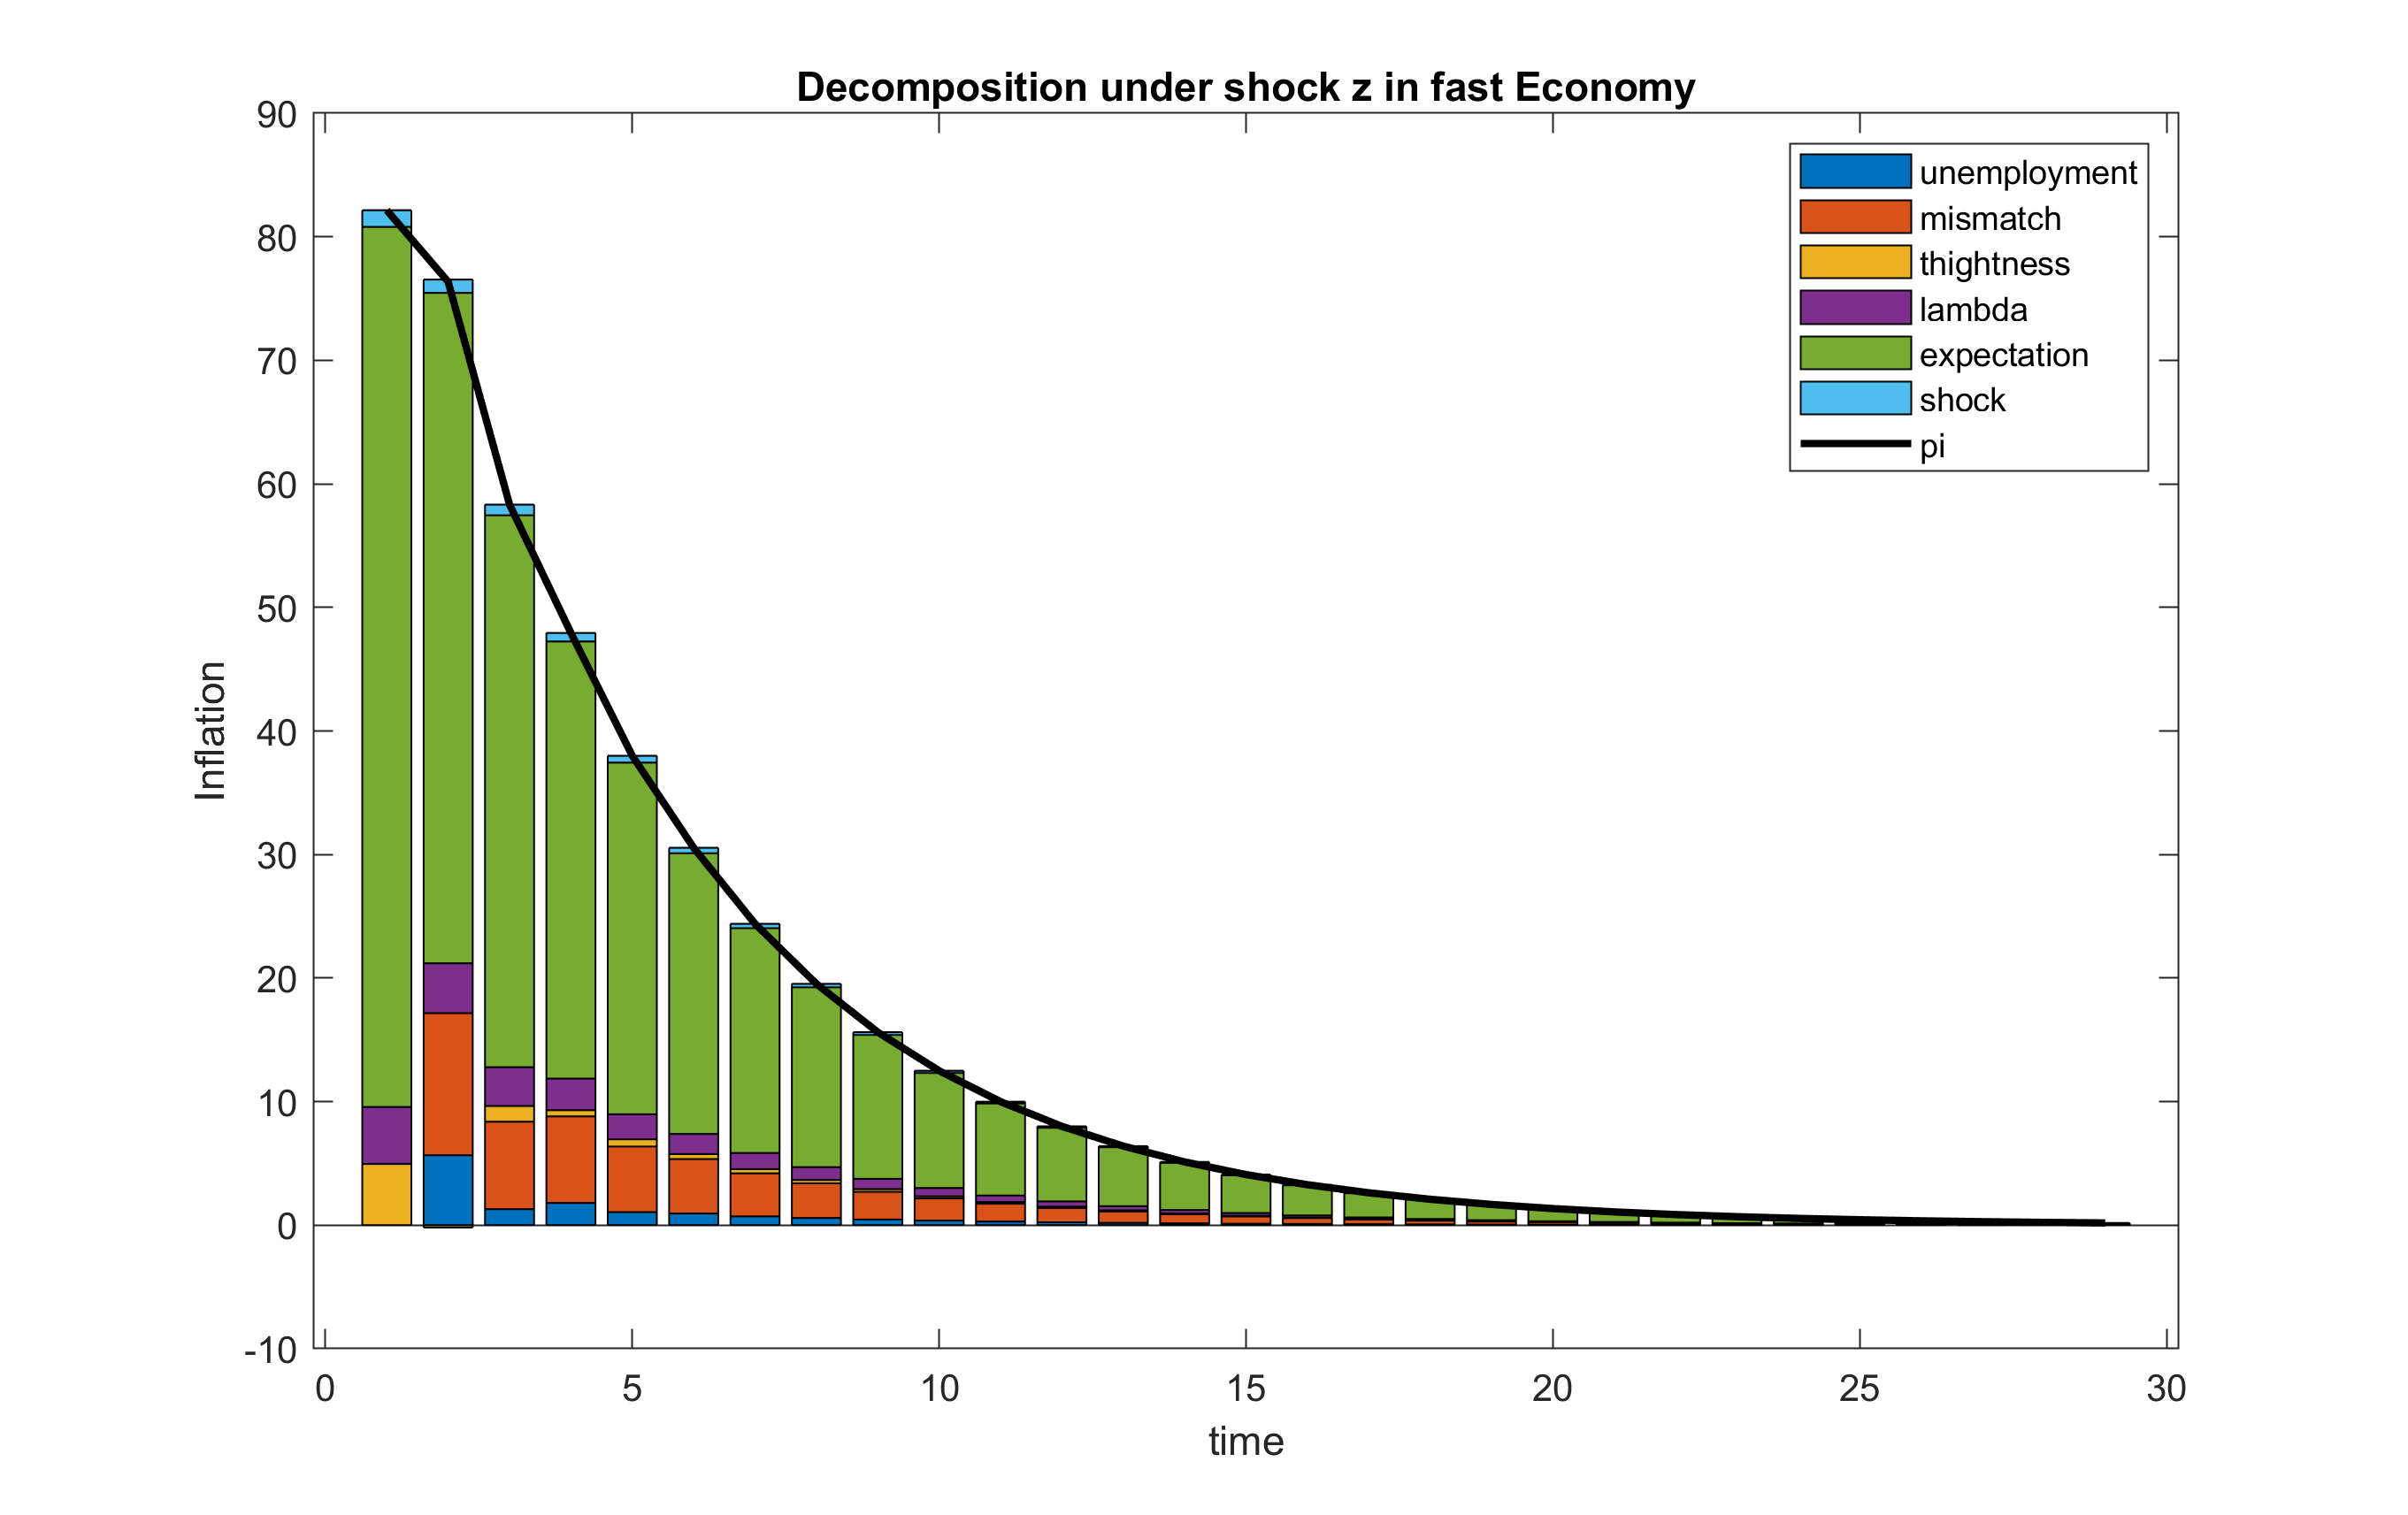 Decomposition under shock z in fast Economy
90
80
70
60
50
40
30
20
10
0
-10
Inflation
unemployment
mismatch
thightness
lambda
expectation
shock
pi
0 5 10 15 20 25 30
time